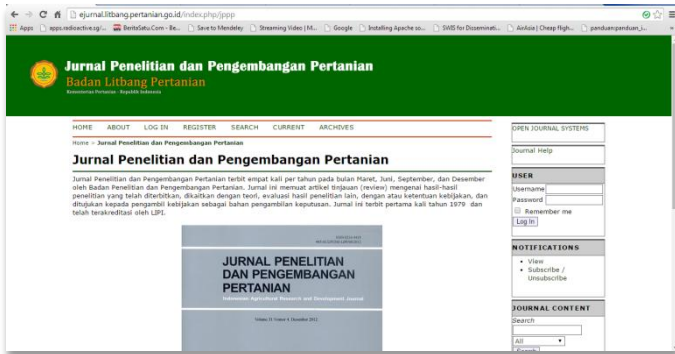 ejurnal.litbang.pertanian.go.id/index.php/jppp
Apps apps.radioactive.sg/... BeritaSatu.Com - Be... Save to Mendeley Streaming Video | M... Google Installing Apache so... SWIS for Disseminati... AirAsia | Cheap fligh... panduan:panduan_i...
Jurnal Penelitian dan Pengembangan Pertanian
Badan Litbang Pertanian
Kementerian Pertanian - Republik Indonesia
HOME ABOUT LOG IN REGISTER SEARCH CURRENT ARCHIVES
Home > Jurnal Penelitian dan Pengembangan Pertanian
Jurnal Penelitian dan Pengembangan Pertanian
Jurnal Penelitian dan Pengembangan Pertanian terbit empat kali per tahun pada bulan Maret, Juni, September, dan Desember
oleh Badan Penelitian dan Pengembangan Pertanian. Jurnal ini memuat artikel tinjauan (review) mengenai hasil-hasil
penelitian yang telah diterbitkan, dikaitkan dengan teori, evaluasi hasil penelitian lain, dengan atau ketentuan kebijakan, dan
ditujukan kepada pengambil kebijakan sebagai bahan pengambilan keputusan. Jurnal ini terbit pertama kali tahun 1979 dan
telah terakreditasi oleh LIPI.
JURNAL PENELITIAN
DAN PENGEMBANGAN
PERTANIAN
Indonesian Agricultural Research and Development Journal
Volume 31 Nomor 4, Desember 2012
OPEN JOURNAL SYSTEMS
Journal Help
USER
Username
Password
Remember me
Log In
NOTIFICATIONS
View
Subscribe /
Unsubscribe
JOURNAL CONTENT
Search
All
Search